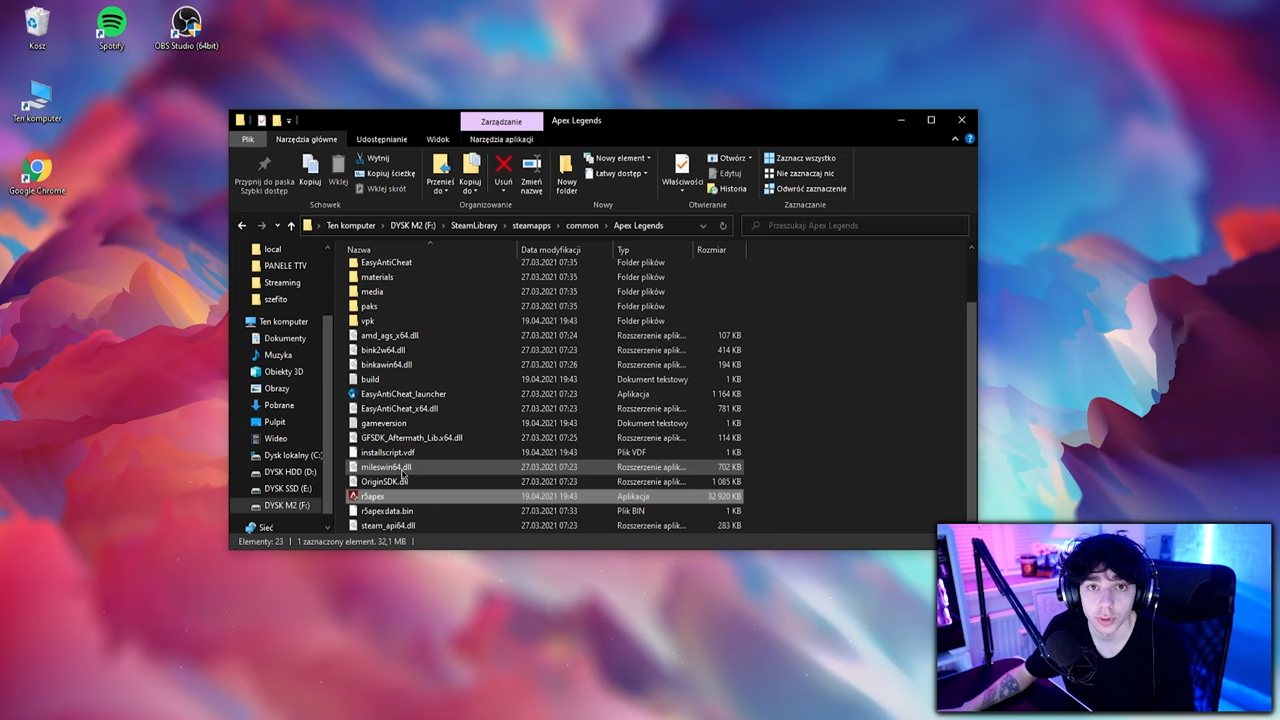 Kosz
Spotify
OBS Studio (64bit)
Ten komputer
Google Chrome
Zarządzanie
Apex Legends
Plik
Narzędzia główne
Udostępnianie
Widok
Narzędzia aplikacji
Przypnij do paska
Szybki dostęp
Kopiuj
Wklej
Wytnij
Kopiuj ścieżkę
Wklej skrót
Schowek
Przenieś
do
Kopiuj
do
Usuń
Zmień
nazwę
Organizowanie
Nowy
folder
Nowy element
Łatwy dostęp
Nowy
Właściwości
Otwórz
Edytuj
Historia
Otwieranie
Zaznacz wszystko
Nie zaznaczaj nic
Odwróć zaznaczenie
Zaznaczanie
Ten komputer > DYSK M2 (F:) > SteamLibrary > steamapps > common > Apex Legends
Przeszukaj: Apex Legends
local
PANELE TTV
Streaming
szefito
Ten komputer
Dokumenty
Muzyka
Obiekty 3D
Obrazy
Pobrane
Pulpit
Wideo
Dysk lokalny (C:
DYSK HDD (D:)
DYSK SSD (E:)
DYSK M2 (F:)
Sieć
Nazwa Data modyfikacji Typ Rozmiar
EasyAntiCheat 27.03.2021 07:35 Folder plików
materials 27.03.2021 07:35 Folder plików
media 27.03.2021 07:35 Folder plików
paks 27.03.2021 07:35 Folder plików
vpk 19.04.2021 19:43 Folder plików
amd_ags_x64.dll 27.03.2021 07:24 Rozszerzenie aplik... 107 KB
bink2w64.dll 27.03.2021 07:23 Rozszerzenie aplik... 414 KB
binkawin64.dll 27.03.2021 07:26 Rozszerzenie aplik... 194 KB
build 19.04.2021 19:43 Dokument tekstowy 1 KB
EasyAntiCheat_launcher 27.03.2021 07:23 Aplikacja 1 164 KB
EasyAntiCheat_x64.dll 27.03.2021 07:23 Rozszerzenie aplik... 781 KB
gameversion 19.04.2021 19:43 Dokument tekstowy 1 KB
GFSDK_Aftermath_Lib.x64.dll 27.03.2021 07:25 Rozszerzenie aplik... 114 KB
installscript.vdf 19.04.2021 19:43 Plik VDF 1 KB
mileswin64.dll 27.03.2021 07:23 Rozszerzenie aplik... 702 KB
OriginSDK.dll 27.03.2021 07:23 Rozszerzenie aplik... 1 085 KB
r5apex 19.04.2021 19:43 Aplikacja 32 920 KB
r5apexdata.bin 27.03.2021 07:33 Plik BIN 1 KB
steam_api64.dll 27.03.2021 07:23 Rozszerzenie aplik... 283 KB
Elementy: 23 1 zaznaczony element. 32,1 MB